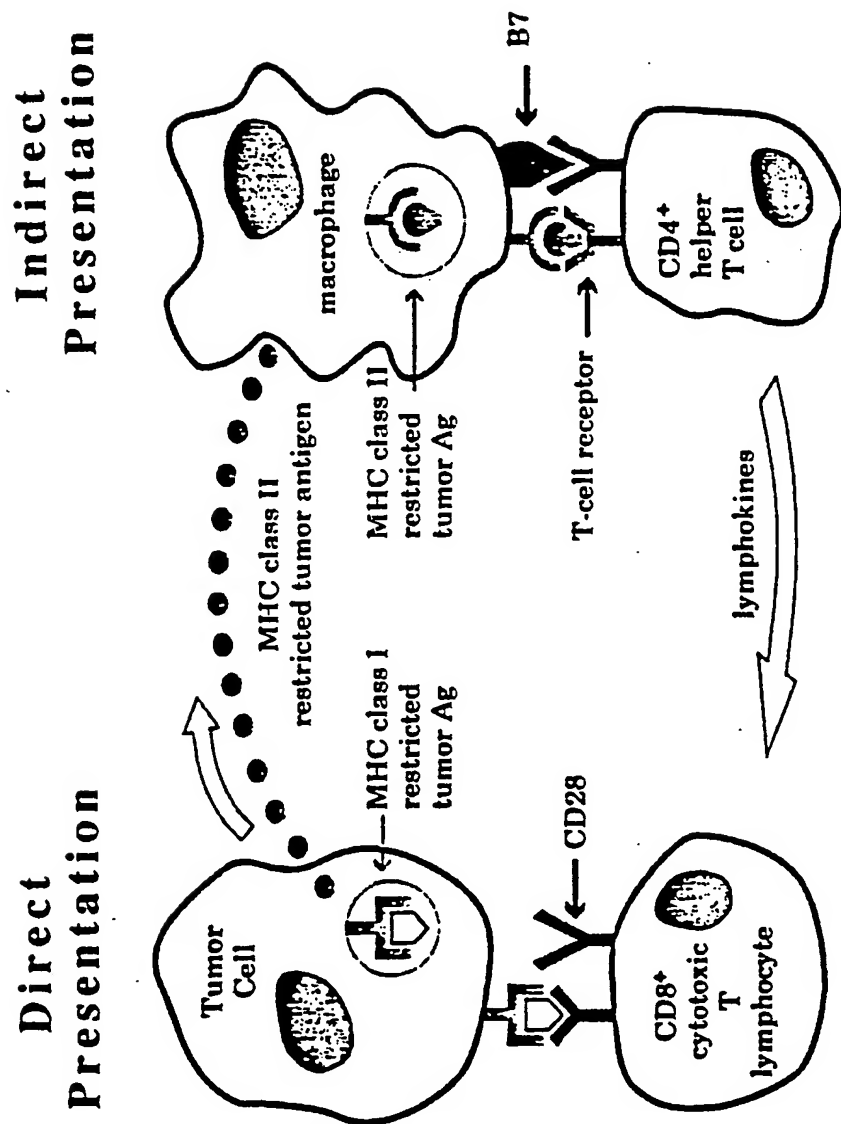 Direct
Presentation
Indirect
Presentation
Tumor
Cell
MHC class II
restricted tumor antigen
macrophage
MHC class I
restricted
tumor Ag
MHC class II
restricted
tumor Ag
CD28
T-cell receptor
B7
CD8+
cytotoxic
T
lymphocyte
lymphokines
CD4+
helper
T cell